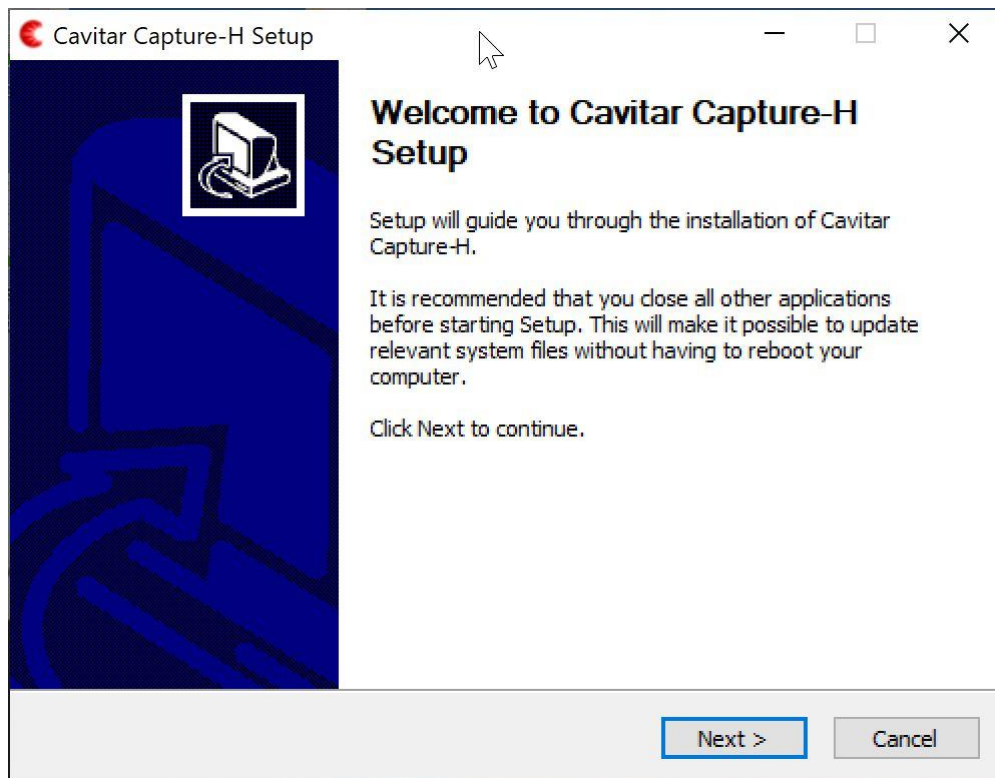 Cavitar Capture-H Setup
Welcome to Cavitar Capture-H
Setup
Setup will guide you through the installation of Cavitar
Capture-H.
It is recommended that you close all other applications
before starting Setup. This will make it possible to update
relevant system files without having to reboot your
computer.
Click Next to continue.
Next >
Cancel